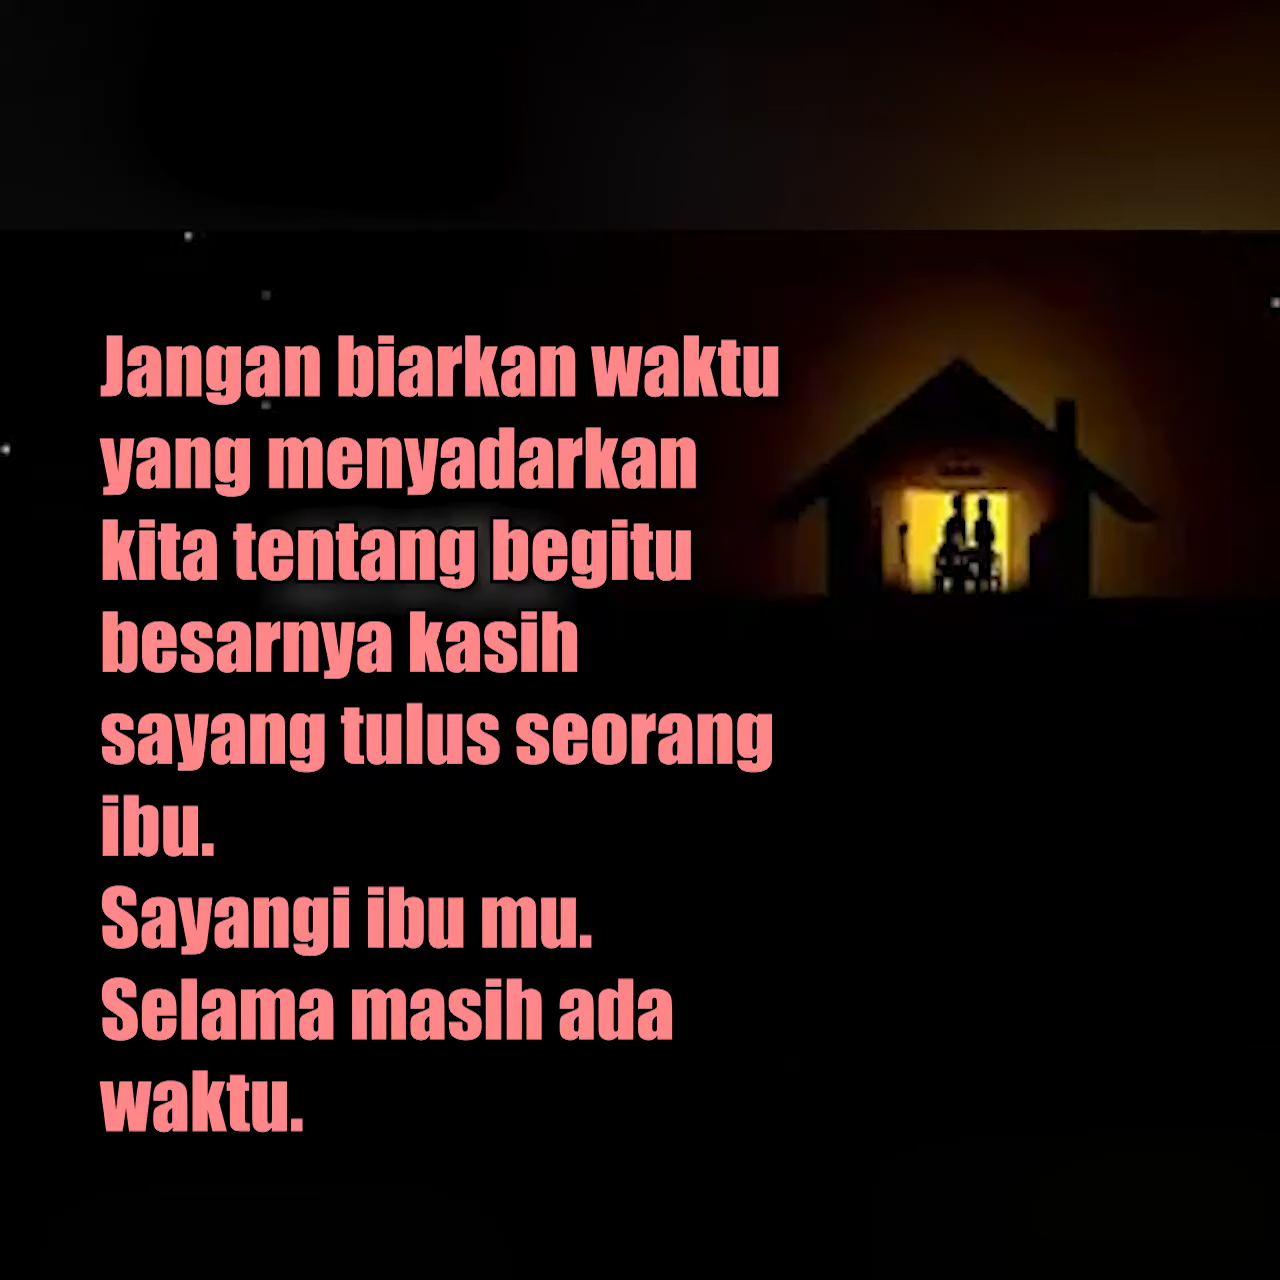 Jangan biarkan waktu
yang menyadarkan
kita tentang begitu
besarnya kasih
sayang tulus seorang
ibu.
Sayangi ibu mu.
Selama masih ada
waktu.